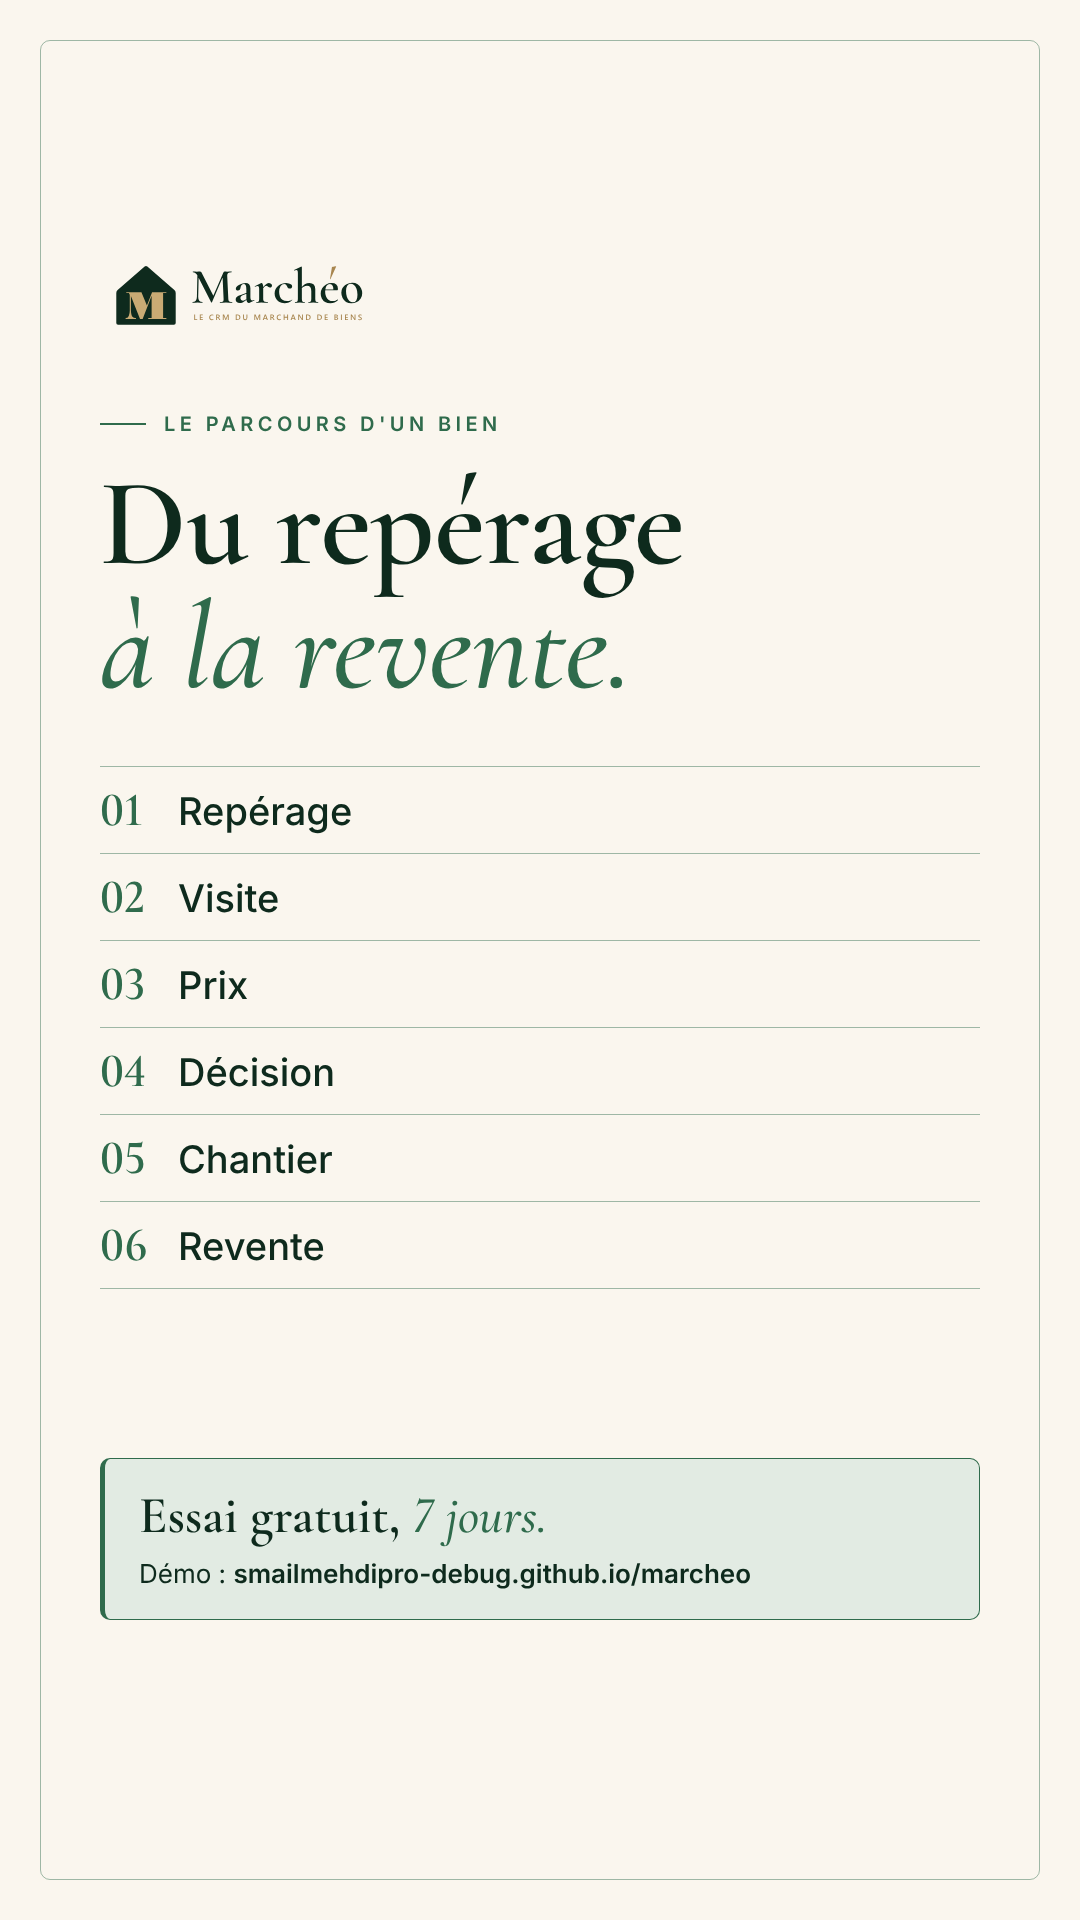 M
Marchéo
LE CRM DU MARCHAND DE BIENS
LE PARCOURS D'UN BIEN
Du repérage
à la revente.
01 Repérage
02 Visite
03 Prix
04 Décision
05 Chantier
06 Revente
Essai gratuit, 7 jours.
Démo : smailmehdipro-debug.github.io/marcheo